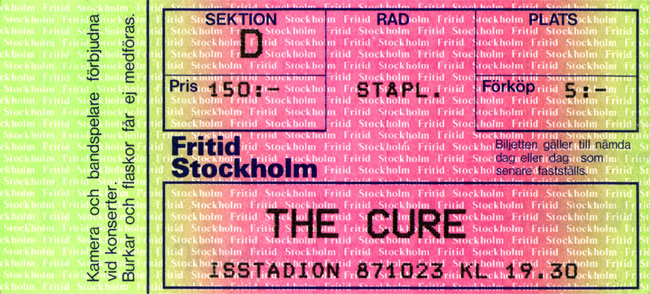 Kamera och bandspelare förbjudna
vid konserter.
Burkar och flaskor får ej medföras.
SEKTION RAD PLATS
D
Pris 150:- STÅPL. Förköp 5:-
Fritid
Stockholm
Biljetten gäller till nämda
dag eller dag som
senare fastställs.
THE CURE
ISSTADION 871023 KL 19.30